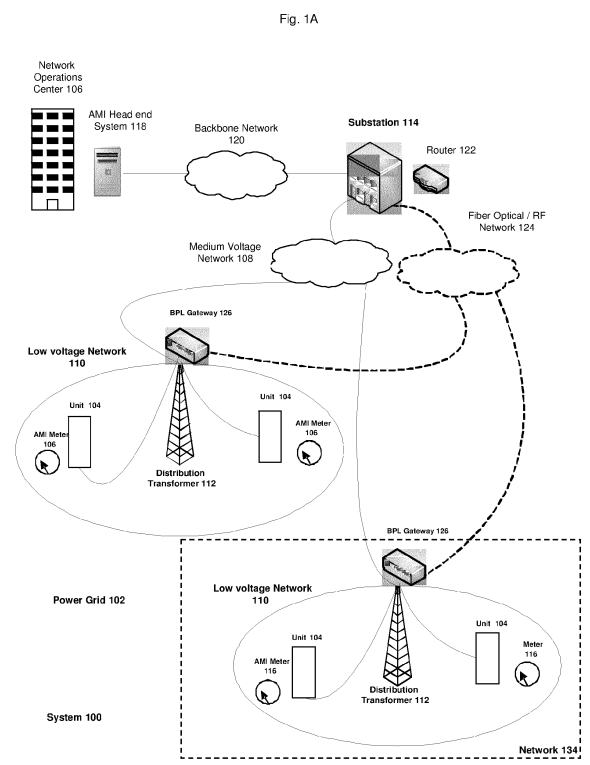 Fig. 1A
Network
Operations
Center 106
AMI Head end
System 118
Backbone Network
120
Substation 114
Router 122
Fiber Optical / RF
Network 124
Medium Voltage
Network 108
BPL Gateway 126
Low voltage Network
110
Unit 104
AMI Meter
106
Unit 104
AMI Meter
106
Distribution
Transformer 112
BPL Gateway 126
Low voltage Network
110
Power Grid 102
Unit 104
AMI Meter
116
Unit 104
Meter
116
Distribution
Transformer 112
System 100
Network 134